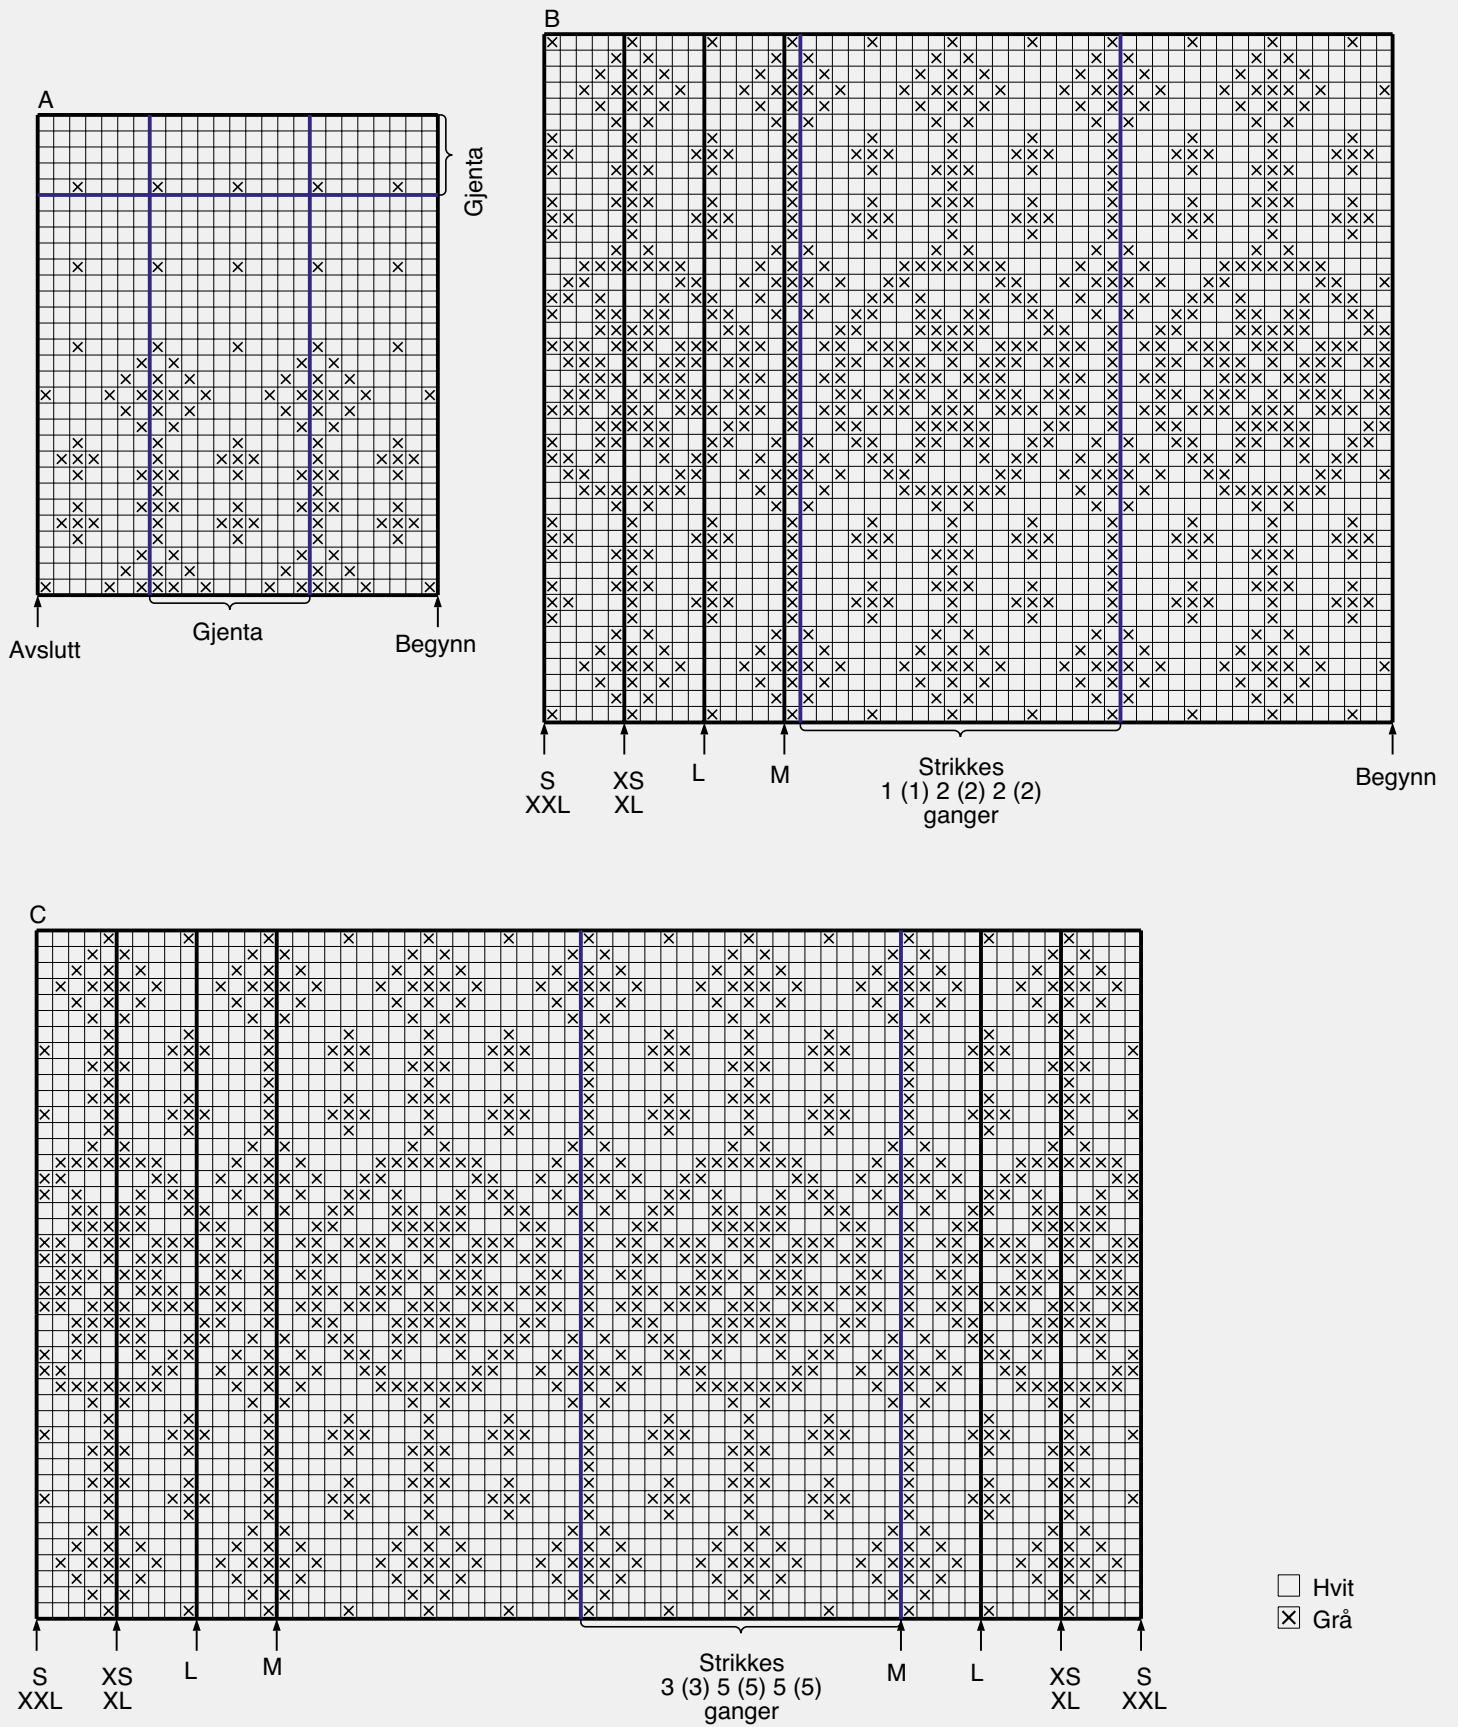 A
Gjenta
Avslutt
Gjenta
Begynn
B
S
XXL
XS
XL
L
M
Strikkes
1 (1) 2 (2) 2 (2)
ganger
Begynn
C
S
XXL
XS
XL
L
M
Strikkes
3 (3) 5 (5) 5 (5)
ganger
M
L
XS
XL
S
XXL
Hvit
Grå